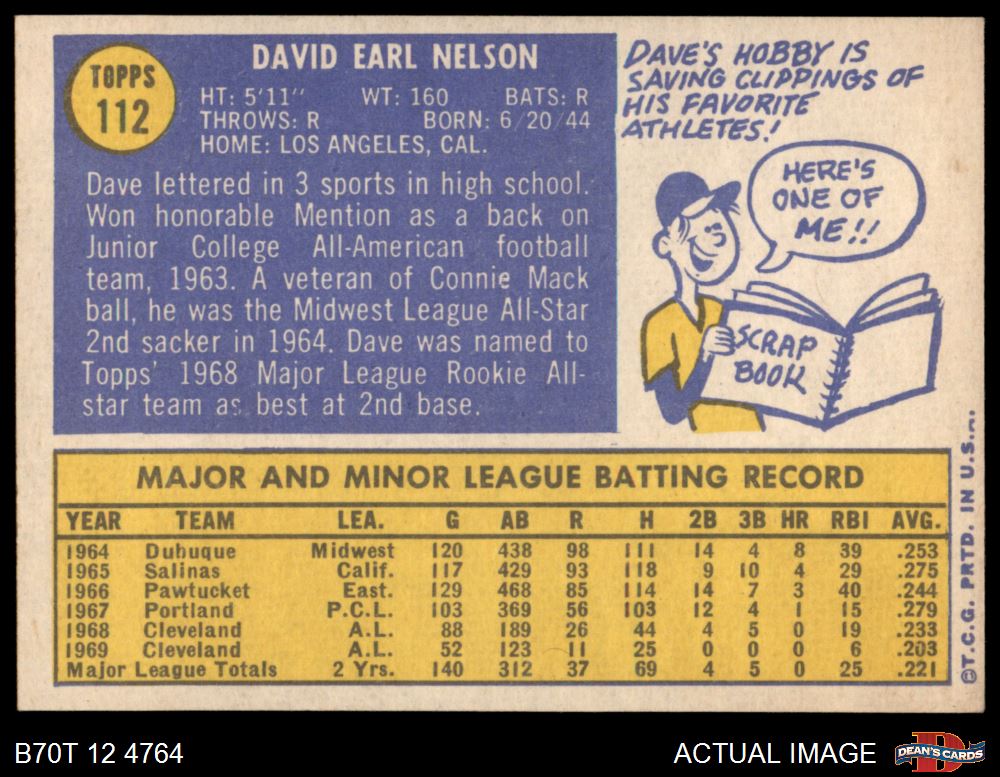 TOPPS
112
DAVID EARL NELSON
HT: 5'11" WT: 160 BATS: R
THROWS: R BORN: 6/20/44
HOME: LOS ANGELES, CAL.
Dave lettered in 3 sports in high school.
Won honorable Mention as a back on
Junior College All-American football
team, 1963. A veteran of Connie Mack
ball, he was the Midwest League All-Star
2nd sacker in 1964. Dave was named to
Topps' 1968 Major League Rookie All-
star team as best at 2nd base.
DAVE'S HOBBY IS
SAVING CLIPPINGS OF
HIS FAVORITE
ATHLETES!
HERE'S
ONE OF
ME!!
SCRAP
BOOK
MAJOR AND MINOR LEAGUE BATTING RECORD
YEAR TEAM LEA. G AB R H 2B 3B HR RBI AVG.
1964 Dubuque Midwest 120 438 98 111 14 4 8 39 .253
1965 Salinas Calif. 117 429 93 118 9 10 4 29 .275
1966 Pawtucket East. 129 468 85 114 14 7 3 40 .244
1967 Portland P.C.L. 103 369 56 103 12 4 1 15 .279
1968 Cleveland A.L. 88 189 26 44 4 5 0 19 .233
1969 Cleveland A.L. 52 123 11 25 0 0 0 6 .203
Major League Totals 2 Yrs. 140 312 37 69 4 5 0 25 .221
©T.C.G. PRTD. IN U.S.A.
B70T 12 4764
ACTUAL IMAGE
D
DEAN'S CARDS